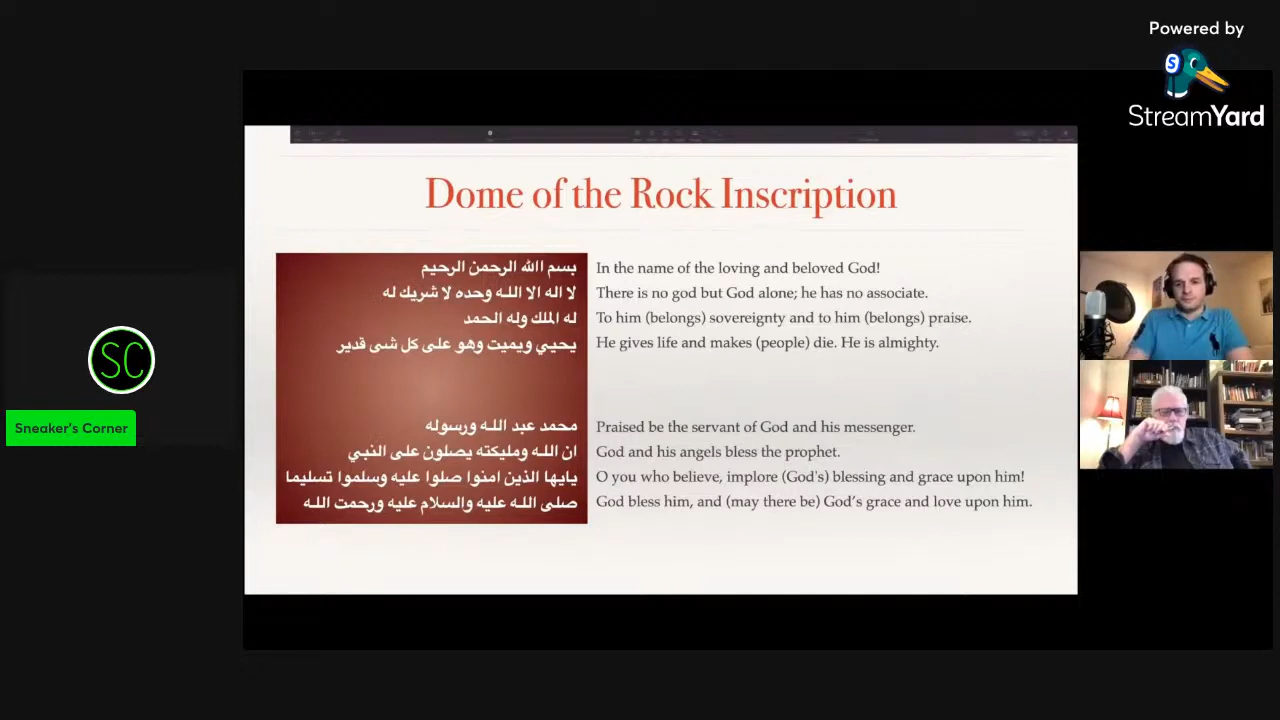 Powered by
StreamYard
Dome of the Rock Inscription
بسم االله الرحمن الرحيم
In the name of the loving and beloved God!
لا اله الا الله وحده لا شريك له
There is no god but God alone; he has no associate.
له الملك وله الحمد
To him (belongs) sovereignty and to him (belongs) praise.
يحيي ويميت وهو على كل شى قدير
He gives life and makes (people) die. He is almighty.
محمد عبد الله ورسوله
Praised be the servant of God and his messenger.
ان الله ومليكته يصلون على النبي
God and his angels bless the prophet.
يايها الذين امنوا صلوا عليه وسلموا تسليما
O you who believe, implore (God's) blessing and grace upon him!
صلى الله عليه والسلام عليه ورحمت الله
God bless him, and (may there be) God’s grace and love upon him.
SC
Sneaker's Corner